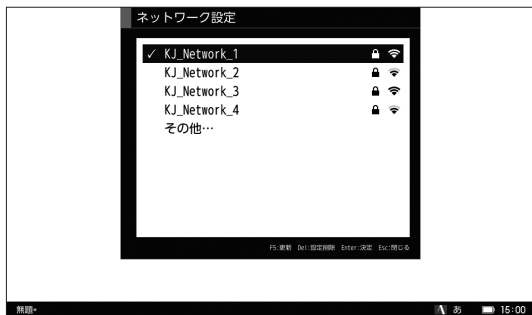 ネットワーク設定
✓ KJ_Network_1
KJ_Network_2
KJ_Network_3
KJ_Network_4
その他…
F5:更新 Del:設定削除 Enter:決定 Esc:閉じる
無題* A あ 15:00